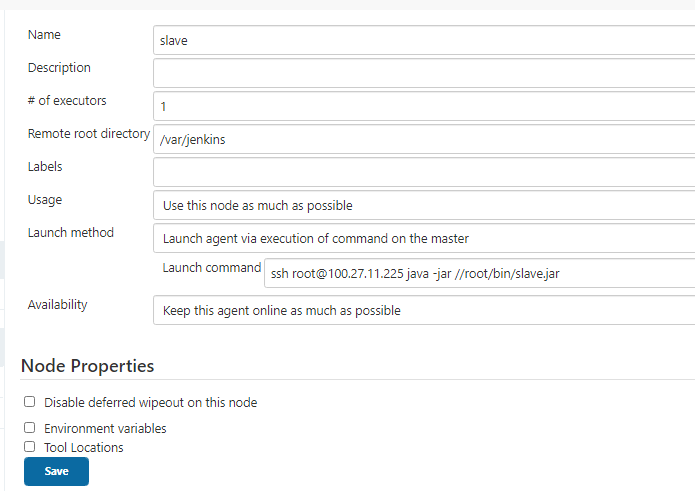 Name slave
Description
# of executors 1
Remote root directory /var/jenkins
Labels
Usage Use this node as much as possible
Launch method Launch agent via execution of command on the master
Launch command ssh root@100.27.11.225 java -jar //root/bin/slave.jar
Availability Keep this agent online as much as possible
Node Properties
Disable deferred wipeout on this node
Environment variables
Tool Locations
Save